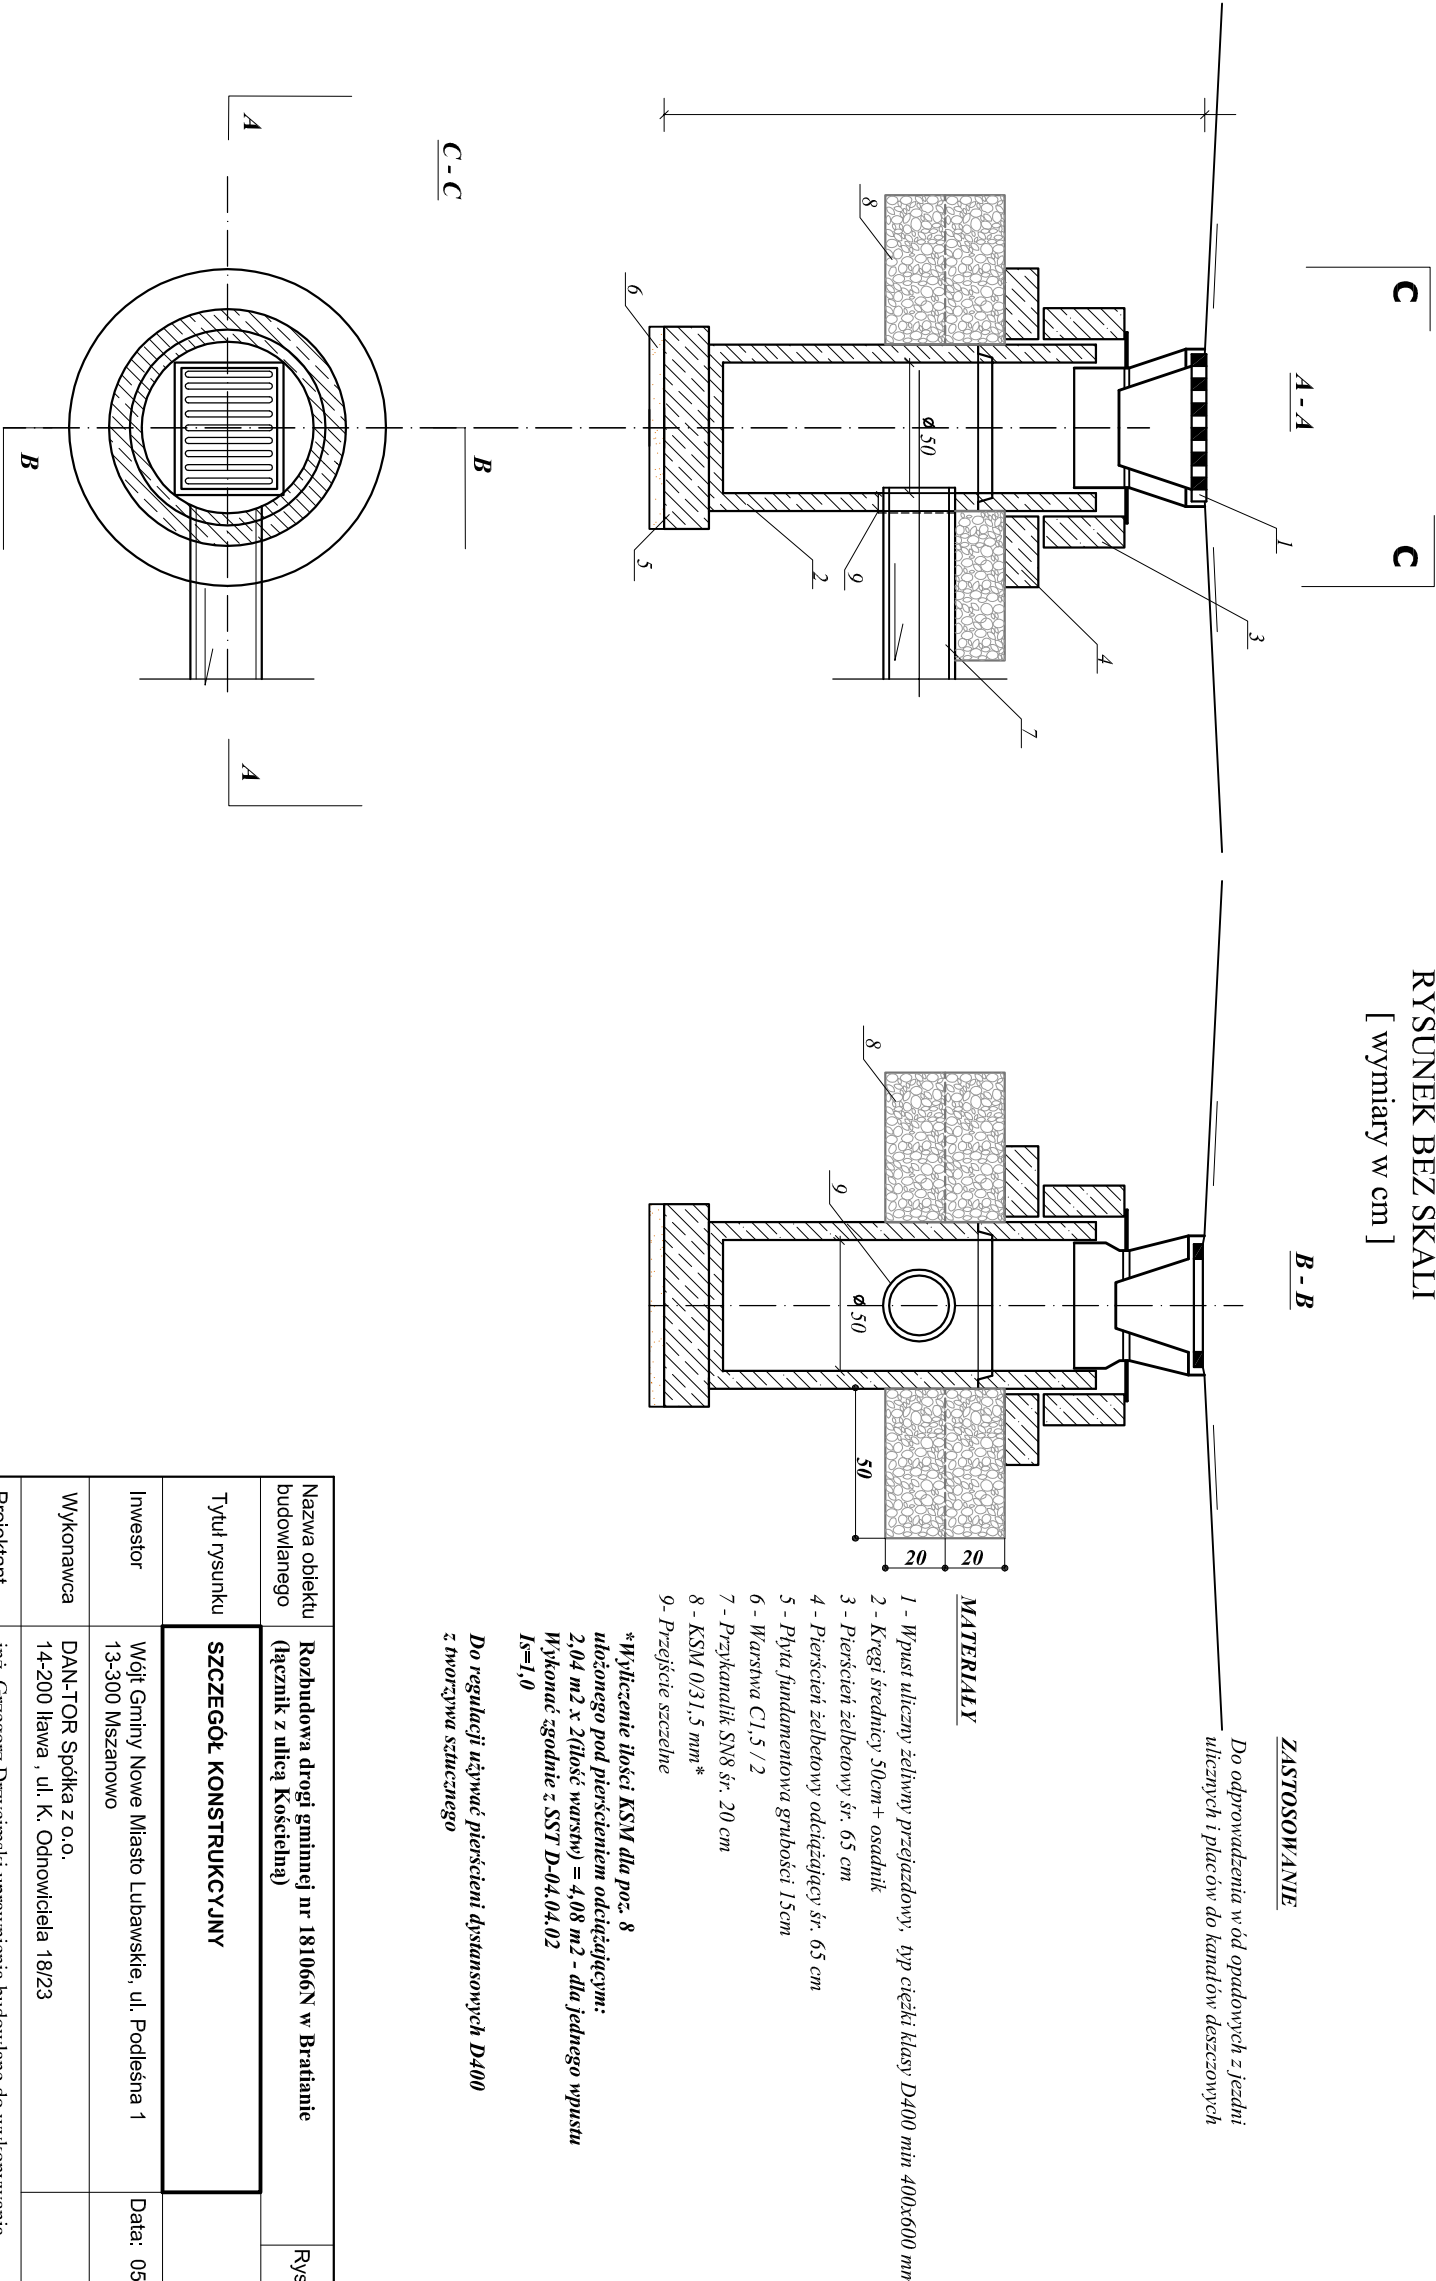 RYSUNEK BEZ SKALI
[ wymiary w cm ]
C
C
A - A
1
3
4
7
8
ø 50
9
2
5
6
B - B
8
9
ø 50
50
20
20
C - C
A
A
B
B
ZASTOSOWANIE
Do odprowadzenia wód opadowych z jezdni
ulicznych i placów do kanałów deszczowych
MATERIAŁY
1 - Wpust uliczny żeliwny przejazdowy, typ ciężki klasy D400 min 400x600 mm
2 - Kręgi średnicy 50cm+ osadnik
3 - Pierścień żelbetowy śr. 65 cm
4 - Pierścień żelbetowy odciążający śr. 65 cm
5 - Płyta fundamentowa grubości 15cm
6 - Warstwa C1,5 / 2
7 - Przykanalik SN8 śr. 20 cm
8 - KSM 0/31,5 mm*
9- Przejście szczelne
*Wyliczenie ilości KSM dla poz. 8
ułożonego pod pierścieniem odciążającym:
2,04 m2 x 2(ilość warstw) = 4,08 m2 - dla jednego wpustu
Wykonać zgodnie z SST D-04.04.02
Is=1,0
Do regulacji używać pierścieni dystansowych D400
z tworzywa sztucznego
Nazwa obiektu
budowlanego
Rozbudowa drogi gminnej nr 181066N w Bratianie
(łącznik z ulicą Kościelną)
Rys
Tytuł rysunku
SZCZEGÓŁ KONSTRUKCYJNY
Inwestor
Wójt Gminy Nowe Miasto Lubawskie, ul. Podleśna 1
13-300 Mszanowo
Data: 05
Wykonawca
DAN-TOR Spółka z o.o.
14-200 Iława , ul. K. Odnowiciela 18/23
Projektant